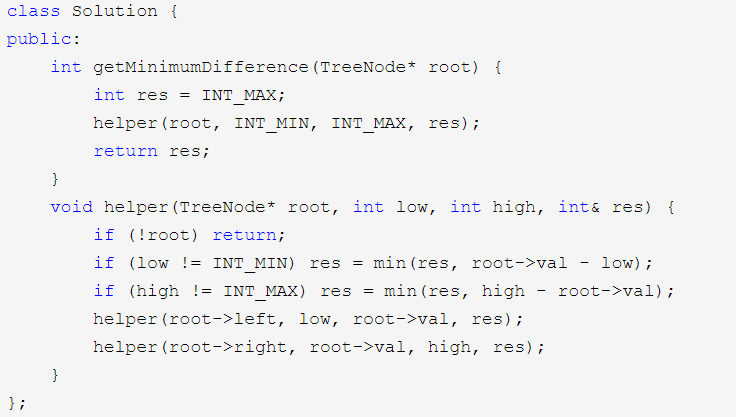 class Solution {
public:
    int getMinimumDifference(TreeNode* root) {
        int res = INT_MAX;
        helper(root, INT_MIN, INT_MAX, res);
        return res;
    }
    void helper(TreeNode* root, int low, int high, int& res) {
        if (!root) return;
        if (low != INT_MIN) res = min(res, root->val - low);
        if (high != INT_MAX) res = min(res, high - root->val);
        helper(root->left, low, root->val, res);
        helper(root->right, root->val, high, res);
    }
};